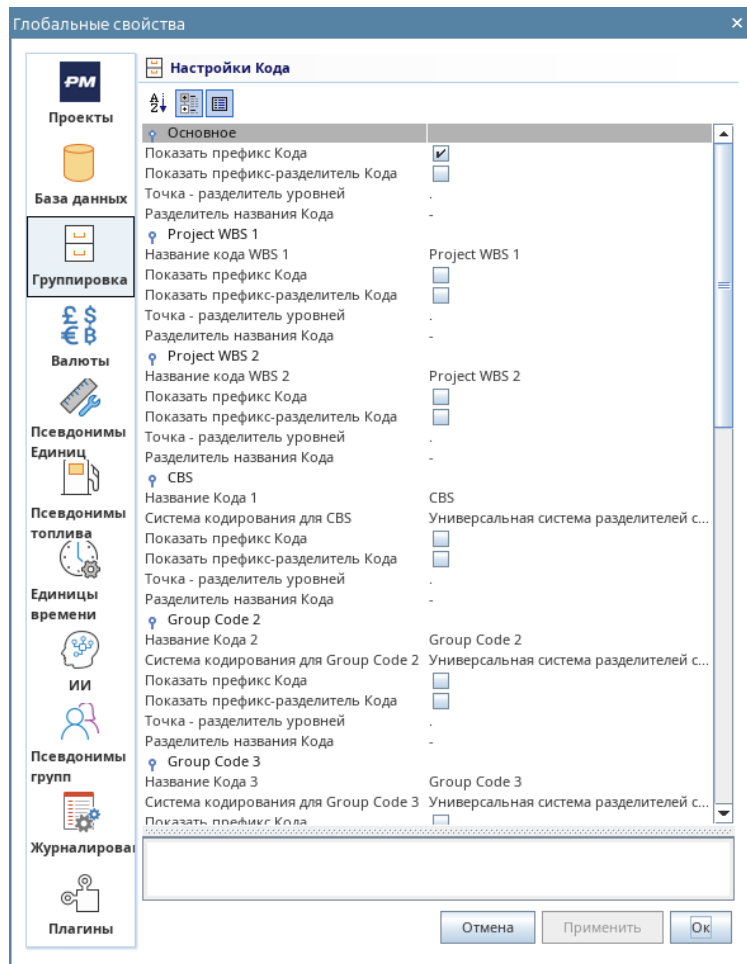 Глобальные свойства
PM
Проекты
База данных
Группировка
£ $
€ B
Валюты
Псевдонимы
Единиц
Псевдонимы
топлива
Единицы
времени
ИИ
Псевдонимы
групп
Журналирова
Плагины
Настройки Кода
A
Z
Основное
Показать префикс Кода
Показать префикс-разделитель Кода
Точка - разделитель уровней .
Разделитель названия Кода -
Project WBS 1
Название кода WBS 1 Project WBS 1
Показать префикс Кода
Показать префикс-разделитель Кода
Точка - разделитель уровней .
Разделитель названия Кода -
Project WBS 2
Название кода WBS 2 Project WBS 2
Показать префикс Кода
Показать префикс-разделитель Кода
Точка - разделитель уровней .
Разделитель названия Кода -
CBS
Название Кода 1 CBS
Система кодирования для CBS Универсальная система разделителей с...
Показать префикс Кода
Показать префикс-разделитель Кода
Точка - разделитель уровней .
Разделитель названия Кода -
Group Code 2
Название Кода 2 Group Code 2
Система кодирования для Group Code 2 Универсальная система разделителей с...
Показать префикс Кода
Показать префикс-разделитель Кода
Точка - разделитель уровней .
Разделитель названия Кода -
Group Code 3
Название Кода 3 Group Code 3
Система кодирования для Group Code 3 Универсальная система разделителей с...
Показать префикс Кода
Отмена Применить Ок